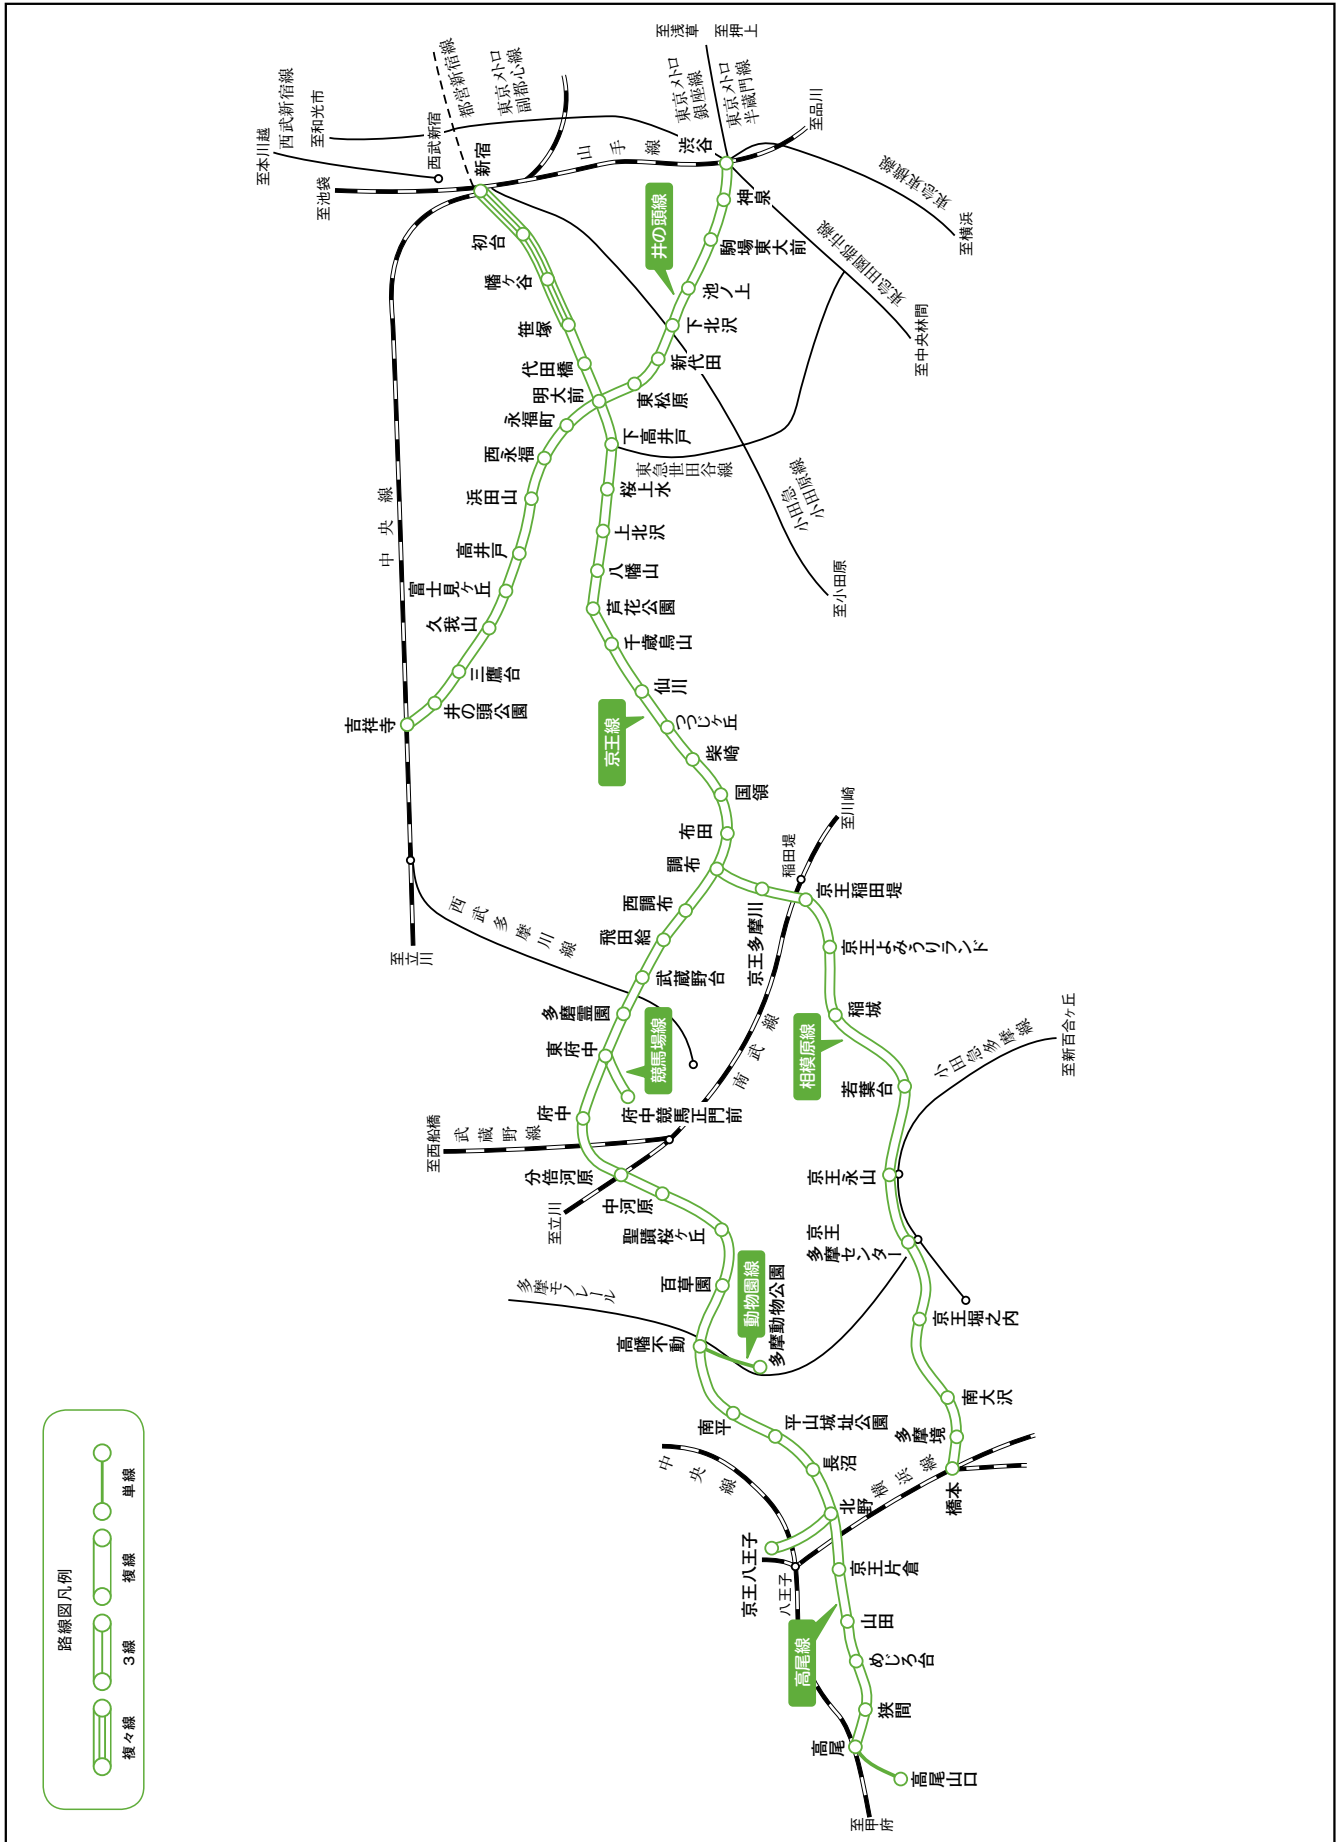 至浅草
至押上
東京メトロ
銀座線
東京メトロ
半蔵門線
都営新宿線
東京メトロ
副都心線
西武新宿線
至本川越
至和光市
西武新宿
至池袋
新宿
山手線
渋谷
至品川
東急東横線
至横浜
東急田園都市線
至中央林間
神泉
駒場東大前
池ノ上
下北沢
新代田
東松原
井の頭線
初台
幡ヶ谷
笹塚
代田橋
明大前
永福町
西永福
浜田山
高井戸
富士見ヶ丘
久我山
三鷹台
井の頭公園
吉祥寺
中央線
至立川
下高井戸
東急世田谷線
桜上水
上北沢
八幡山
芦花公園
千歳烏山
仙川
つつじヶ丘
柴崎
国領
布田
調布
京王線
小田急
小田原線
至小田原
西武多摩川線
西調布
飛田給
武蔵野台
多磨霊園
東府中
府中
競馬場線
府中競馬正門前
京王多摩川
稲田堤
至川崎
京王稲田堤
京王よみうりランド
稲城
若葉台
相模原線
南武線
小田急多摩線
至新百合ヶ丘
京王永山
京王
多摩センター
京王堀之内
南大沢
多摩境
橋本
横浜線
至西船橋
武蔵野線
分倍河原
至立川
中河原
聖蹟桜ヶ丘
百草園
多摩モノレール
高幡不動
動物園線
多摩動物公園
南平
平山城址公園
長沼
北野
中央線
京王八王子
八王子
京王片倉
山田
めじろ台
狭間
高尾
高尾線
高尾山口
至甲府
路線図凡例
単線
複線
3線
複々線